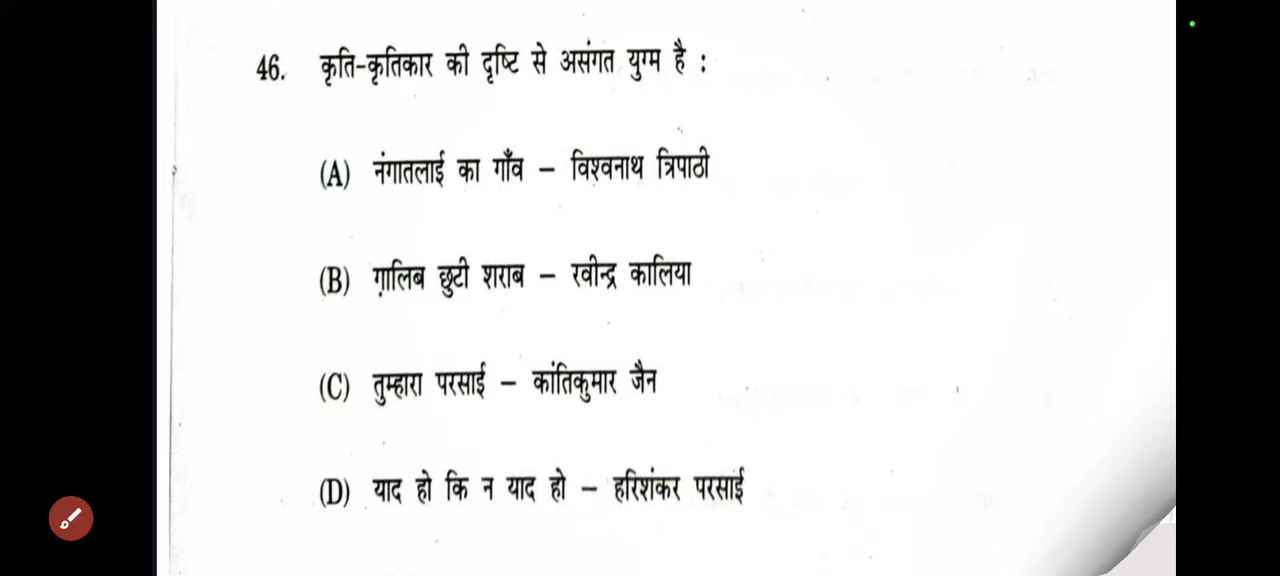 46. कृति-कृतिकार की दृष्टि से असंगत युग्म है :
(A) नंगातलाई का गाँव – विश्वनाथ त्रिपाठी
(B) ग़ालिब छुटी शराब – रवीन्द्र कालिया
(C) तुम्हारा परसाई – कांतिकुमार जैन
(D) याद हो कि न याद हो – हरिशंकर परसाई